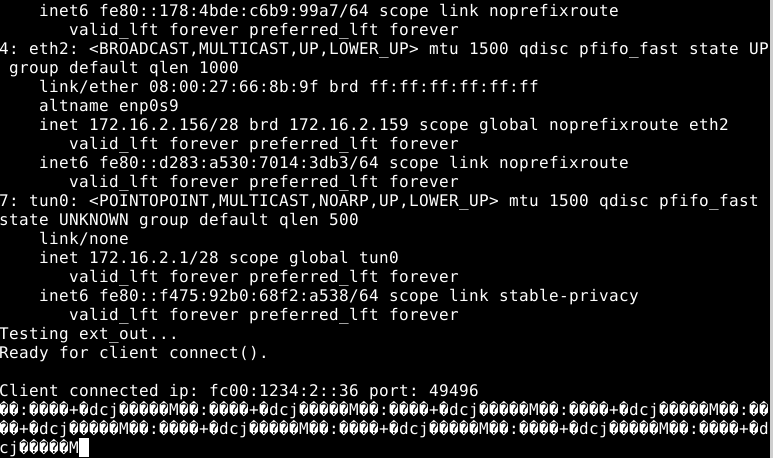 inet6 fe80::178:4bde:c6b9:99a7/64 scope link noprefixroute
       valid_lft forever preferred_lft forever
4: eth2: <BROADCAST,MULTICAST,UP,LOWER_UP> mtu 1500 qdisc pfifo_fast state UP
 group default qlen 1000
    link/ether 08:00:27:66:8b:9f brd ff:ff:ff:ff:ff:ff
    altname enp0s9
    inet 172.16.2.156/28 brd 172.16.2.159 scope global noprefixroute eth2
       valid_lft forever preferred_lft forever
    inet6 fe80::d283:a530:7014:3db3/64 scope link noprefixroute
       valid_lft forever preferred_lft forever
7: tun0: <POINTOPOINT,MULTICAST,NOARP,UP,LOWER_UP> mtu 1500 qdisc pfifo_fast
state UNKNOWN group default qlen 500
    link/none
    inet 172.16.2.1/28 scope global tun0
       valid_lft forever preferred_lft forever
    inet6 fe80::f475:92b0:68f2:a538/64 scope link stable-privacy
       valid_lft forever preferred_lft forever
Testing ext_out...
Ready for client connect().

Client connected ip: fc00:1234:2::36 port: 49496
��:����+�dcj�����M��:����+�dcj�����M��:����+�dcj�����M��:����+�dcj�����M��:��
��+�dcj�����M��:����+�dcj�����M��:����+�dcj�����M��:����+�dcj�����M��:����+�d
cj�����M